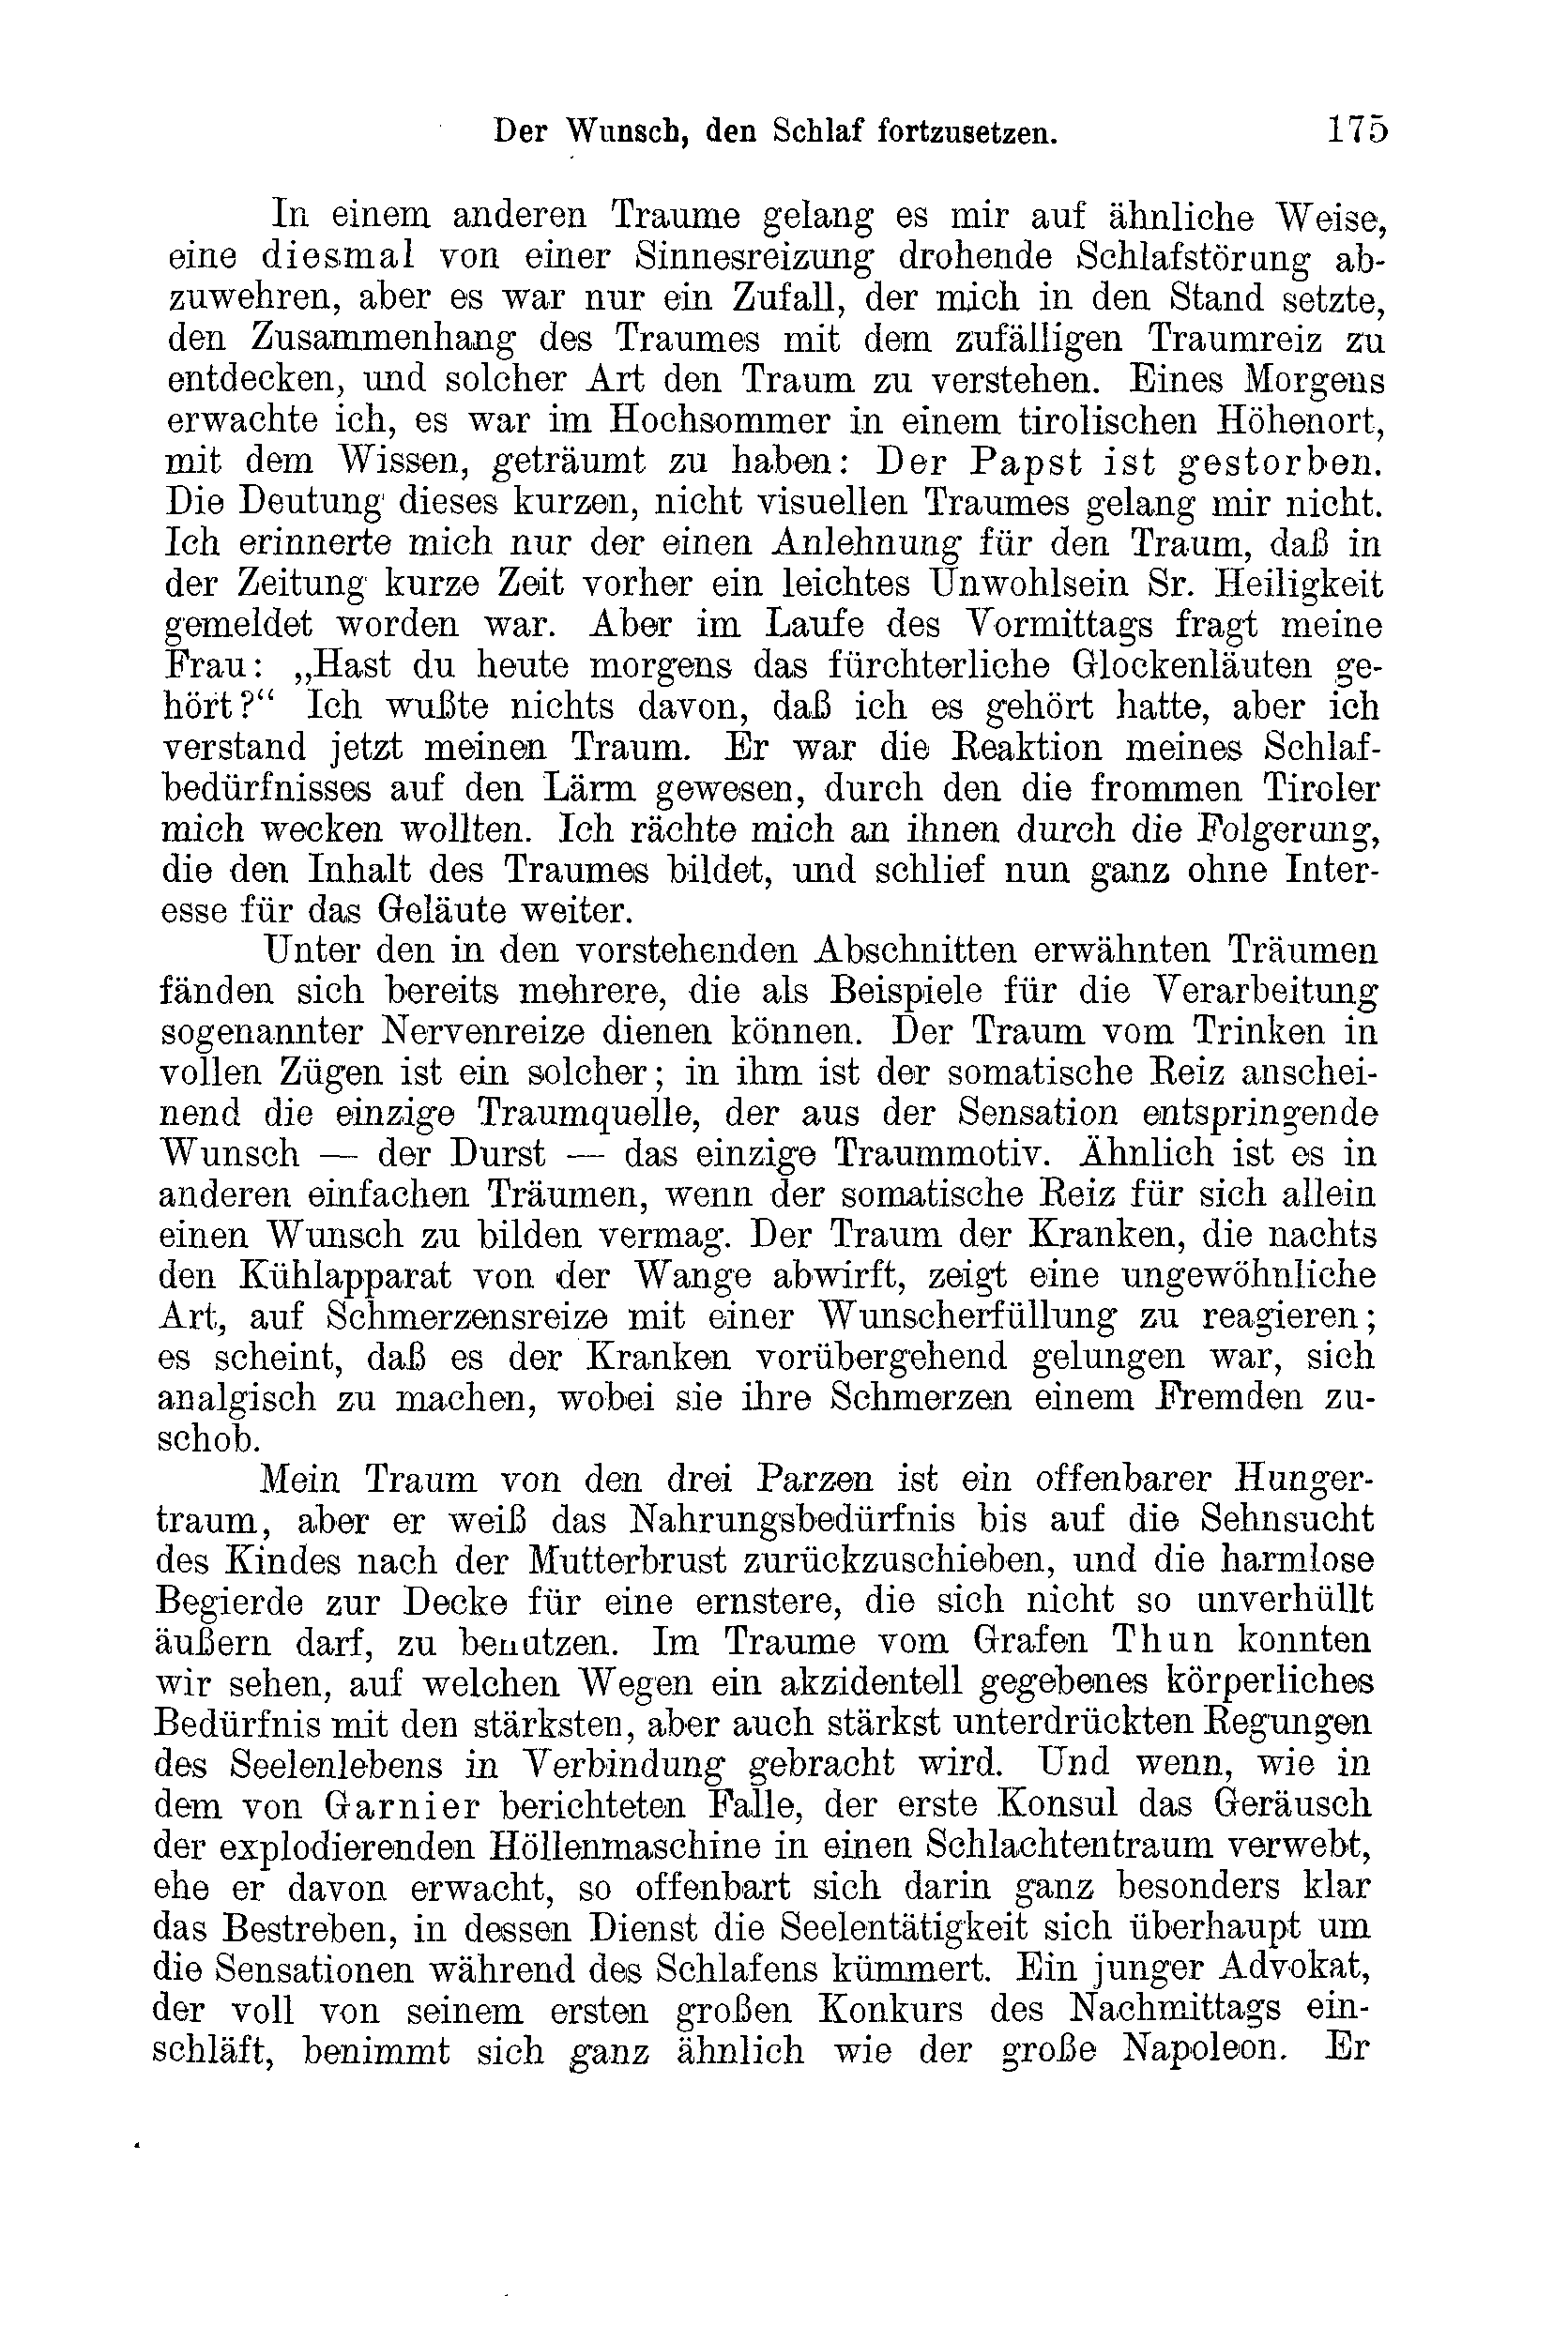 Der Wunsch, den Schlaf fortzusetzen. 175
In einem anderen Traume gelang es mir auf ähnliche Weise,
eine diesmal von einer Sinnesreizung drohende Schlafstörung ab-
zuwehren, aber es war nur ein Zufall, der mich in den Stand setzte,
den Zusammenhang des Traumes mit dem zufälligen Traumreiz zu
entdecken, und solcher Art den Traum zu verstehen. Eines Morgens
erwachte ich, es war im Hochsommer in einem tirolischen Höhenort,
mit dem Wissen, geträumt zu haben: Der Papst ist gestorben.
Die Deutung dieses kurzen, nicht visuellen Traumes gelang mir nicht.
Ich erinnerte mich nur der einen Anlehnung für den Traum, daß in
der Zeitung kurze Zeit vorher ein leichtes Unwohlsein Sr. Heiligkeit
gemeldet worden war. Aber im Laufe des Vormittags fragt meine
Frau: „Hast du heute morgens das fürchterliche Glockenläuten ge-
hört?“ Ich wußte nichts davon, daß ich es gehört hatte, aber ich
verstand jetzt meinen Traum. Er war die Reaktion meines Schlaf-
bedürfnisses auf den Lärm gewesen, durch den die frommen Tiroler
mich wecken wollten. Ich rächte mich an ihnen durch die Folgerung,
die den Inhalt des Traumes bildet, und schlief nun ganz ohne Inter-
esse für das Geläute weiter.
Unter den in den vorstehenden Abschnitten erwähnten Träumen
fänden sich bereits mehrere, die als Beispiele für die Verarbeitung
sogenannter Nervenreize dienen können. Der Traum vom Trinken in
vollen Zügen ist ein solcher; in ihm ist der somatische Reiz anschei-
nend die einzige Traumquelle, der aus der Sensation entspringende
Wunsch — der Durst — das einzige Traummotiv. Ähnlich ist es in
anderen einfachen Träumen, wenn der somatische Reiz für sich allein
einen Wunsch zu bilden vermag. Der Traum der Kranken, die nachts
den Kühlapparat von der Wange abwirft, zeigt eine ungewöhnliche
Art, auf Schmerzensreize mit einer Wunscherfüllung zu reagieren;
es scheint, daß es der Kranken vorübergehend gelungen war, sich
analgisch zu machen, wobei sie ihre Schmerzen einem Fremden zu-
schob.
Mein Traum von den drei Parzen ist ein offenbarer Hunger-
traum, aber er weiß das Nahrungsbedürfnis bis auf die Sehnsucht
des Kindes nach der Mutterbrust zurückzuschieben, und die harmlose
Begierde zur Decke für eine ernstere, die sich nicht so unverhüllt
äußern darf, zu benutzen. Im Traume vom Grafen Thun konnten
wir sehen, auf welchen Wegen ein akzidentell gegebenes körperliches
Bedürfnis mit den stärksten, aber auch stärkst unterdrückten Regungen
des Seelenlebens in Verbindung gebracht wird. Und wenn, wie in
dem von Garnier berichteten Falle, der erste Konsul das Geräusch
der explodierenden Höllenmaschine in einen Schlachtentraum verwebt,
ehe er davon erwacht, so offenbart sich darin ganz besonders klar
das Bestreben, in dessen Dienst die Seelentätigkeit sich überhaupt um
die Sensationen während des Schlafens kümmert. Ein junger Advokat,
der voll von seinem ersten großen Konkurs des Nachmittags ein-
schläft, benimmt sich ganz ähnlich wie der große Napoleon. Er